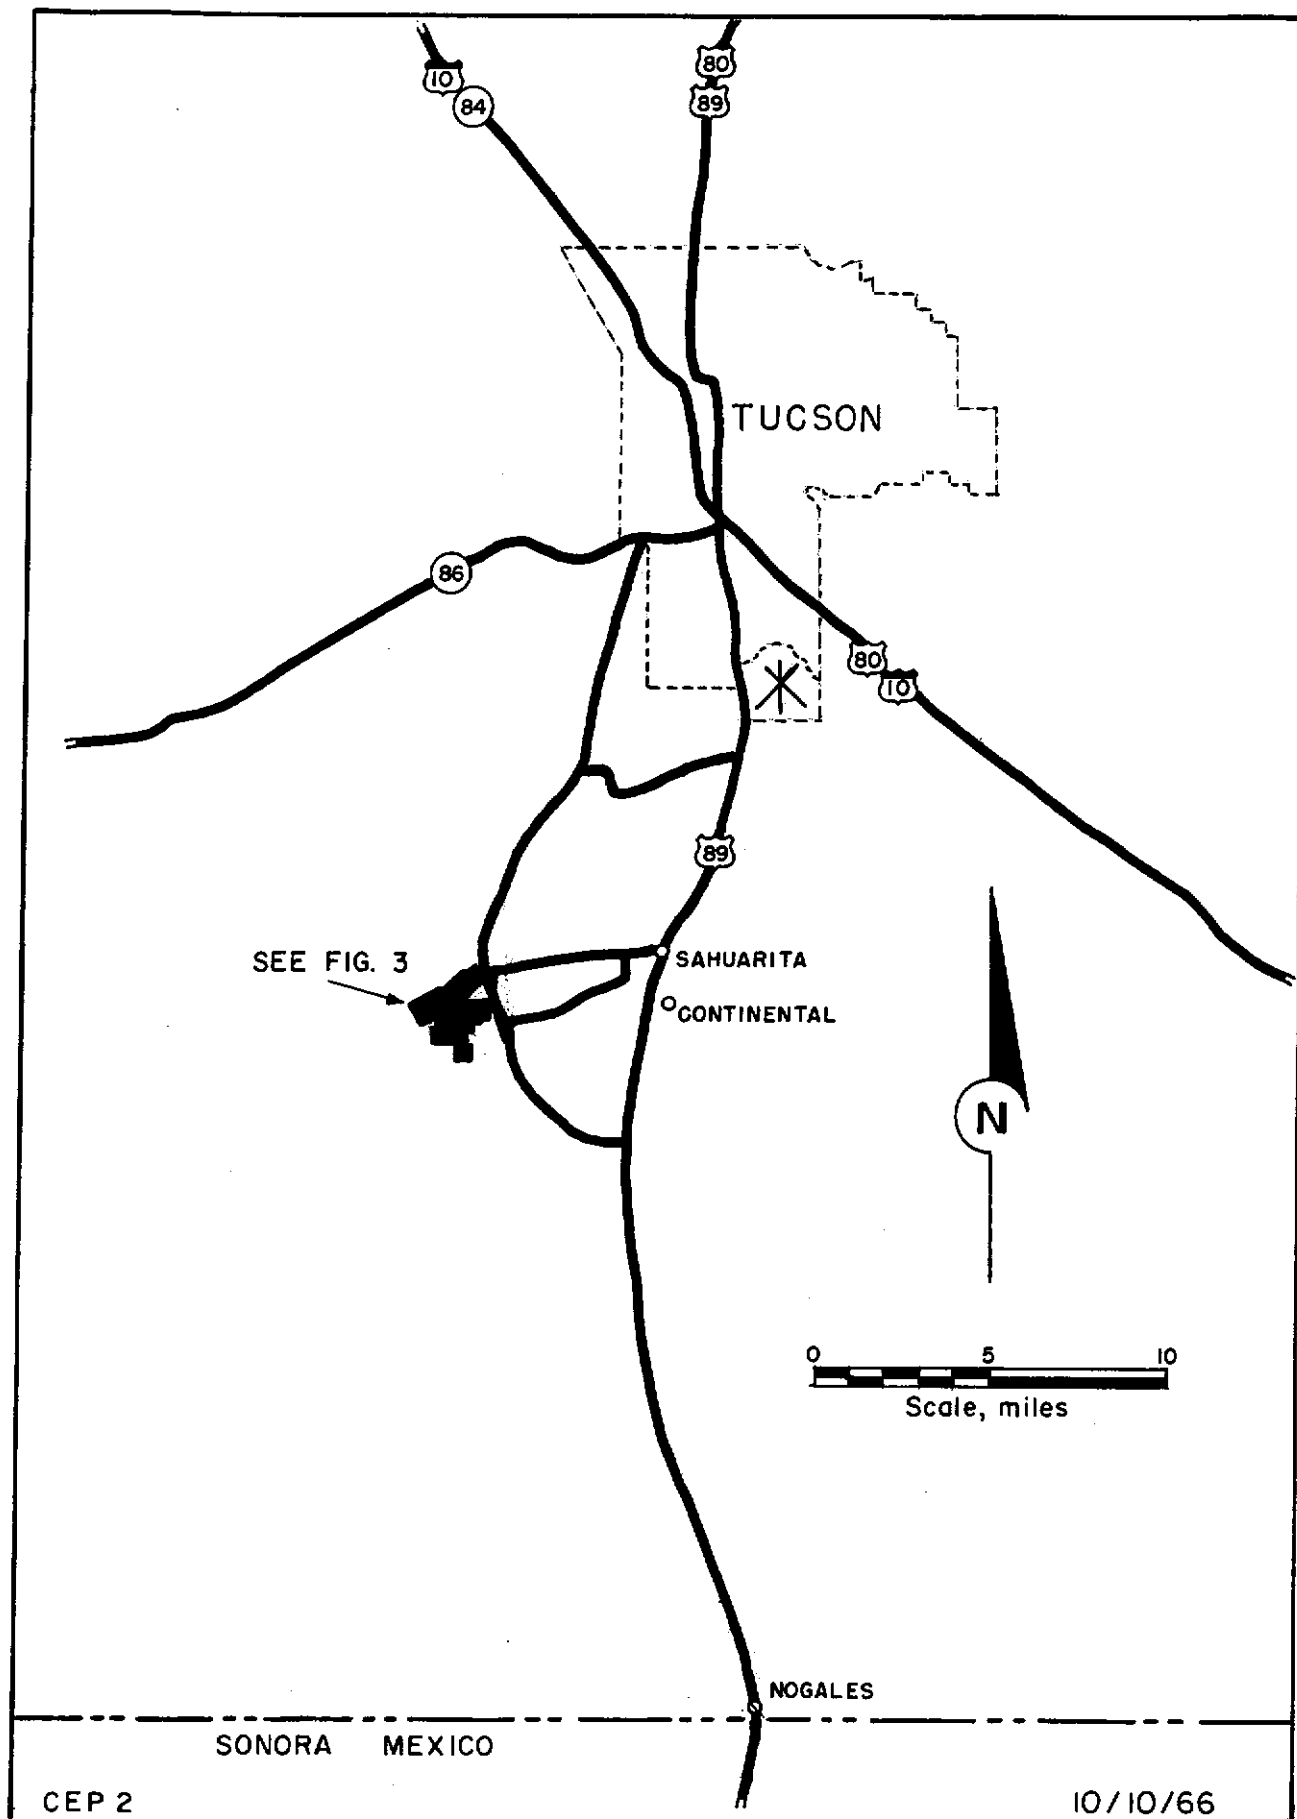 80
10
89
84
TUCSON
86
80
10
89
SEE FIG. 3
SAHUARITA
CONTINENTAL
N
0 5 10
Scale, miles
NOGALES
SONORA MEXICO
CEP 2 10/10/66